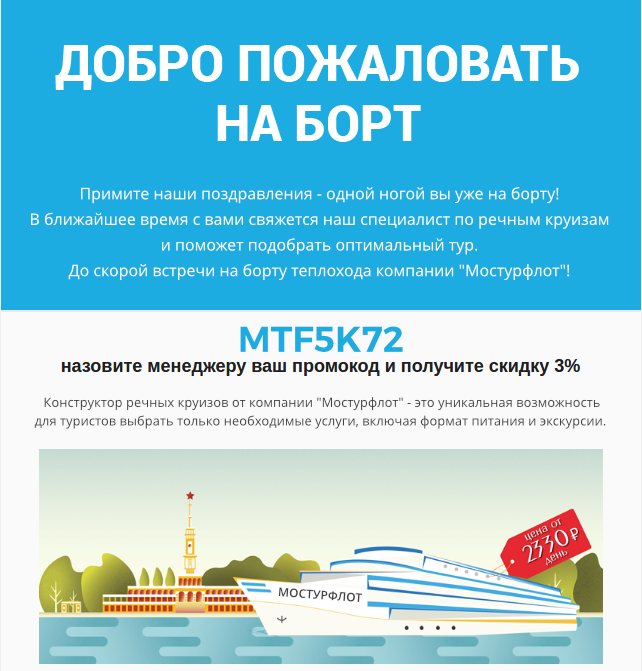 ДОБРО ПОЖАЛОВАТЬ
НА БОРТ
Примите наши поздравления - одной ногой вы уже на борту!
В ближайшее время с вами свяжется наш специалист по речным круизам
и поможет подобрать оптимальный тур.
До скорой встречи на борту теплохода компании "Мостурфлот"!
MTF5K72
назовите менеджеру ваш промокод и получите скидку 3%
Конструктор речных круизов от компании "Мостурфлот" - это уникальная возможность
для туристов выбрать только необходимые услуги, включая формат питания и экскурсии.
цена от
2330₽
день
МОСТУРФЛОТ